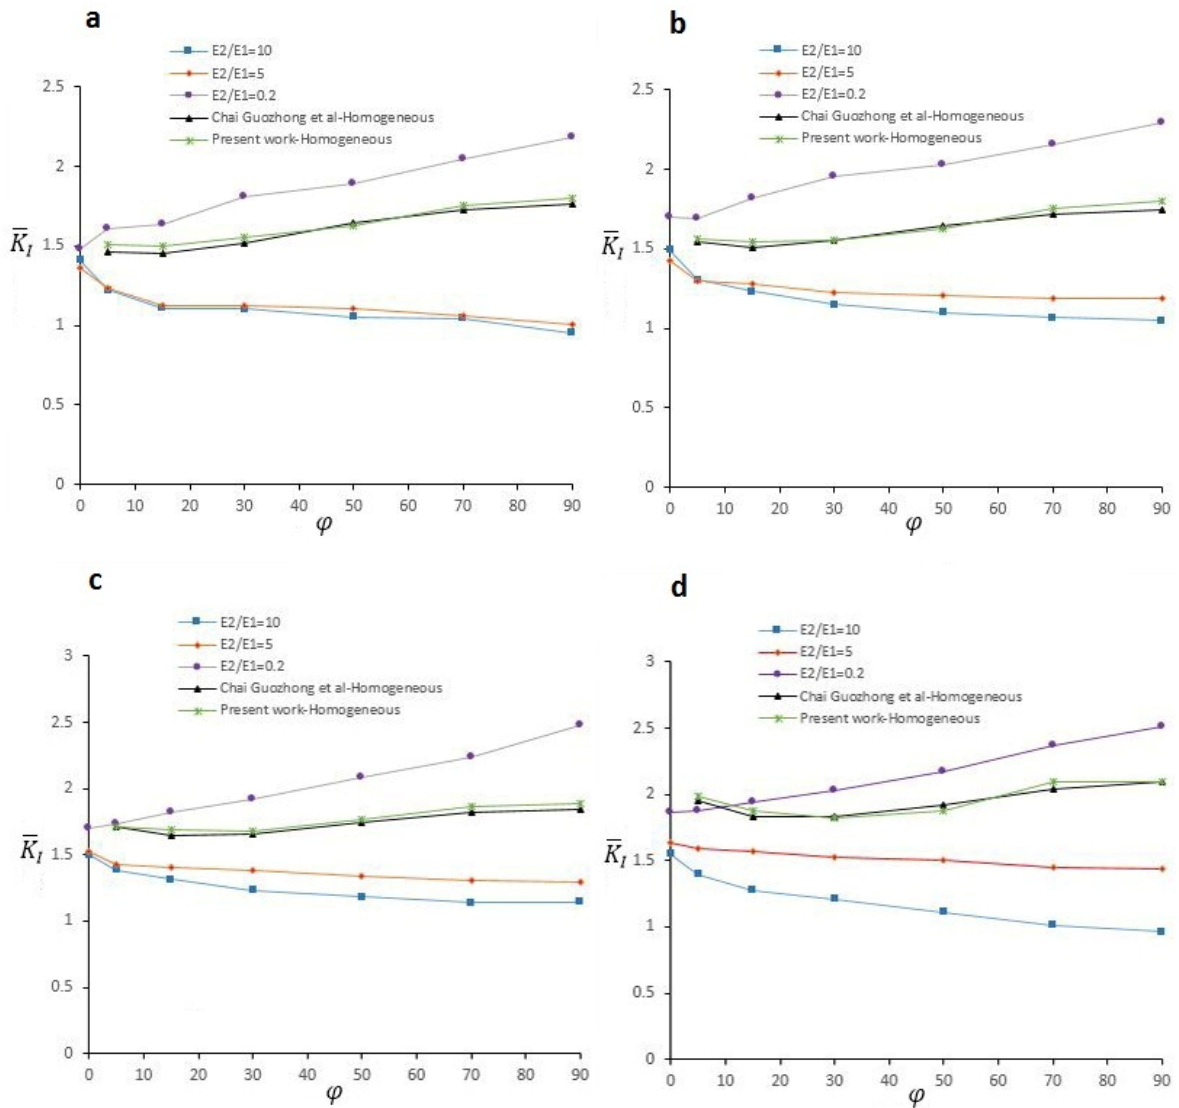 a
E2/E1=10
E2/E1=5
E2/E1=0.2
Chai Guozhong et al-Homogeneous
Present work-Homogeneous
2.5
2
1.5
1
0.5
0
K̅I
0 10 20 30 40 50 60 70 80 90
φ
b
E2/E1=10
E2/E1=5
E2/E1=0.2
Chai Guozhong et al-Homogeneous
Present work-Homogeneous
2.5
2
1.5
1
0.5
0
K̅I
0 10 20 30 40 50 60 70 80 90
φ
c
E2/E1=10
E2/E1=5
E2/E1=0.2
Chai Guozhong et al-Homogeneous
Present work-Homogeneous
3
2.5
2
1.5
1
0.5
0
K̅I
0 10 20 30 40 50 60 70 80 90
φ
d
E2/E1=10
E2/E1=5
E2/E1=0.2
Chai Guozhong et al-Homogeneous
Present work-Homogeneous
3
2.5
2
1.5
1
0.5
0
K̅I
0 10 20 30 40 50 60 70 80 90
φ